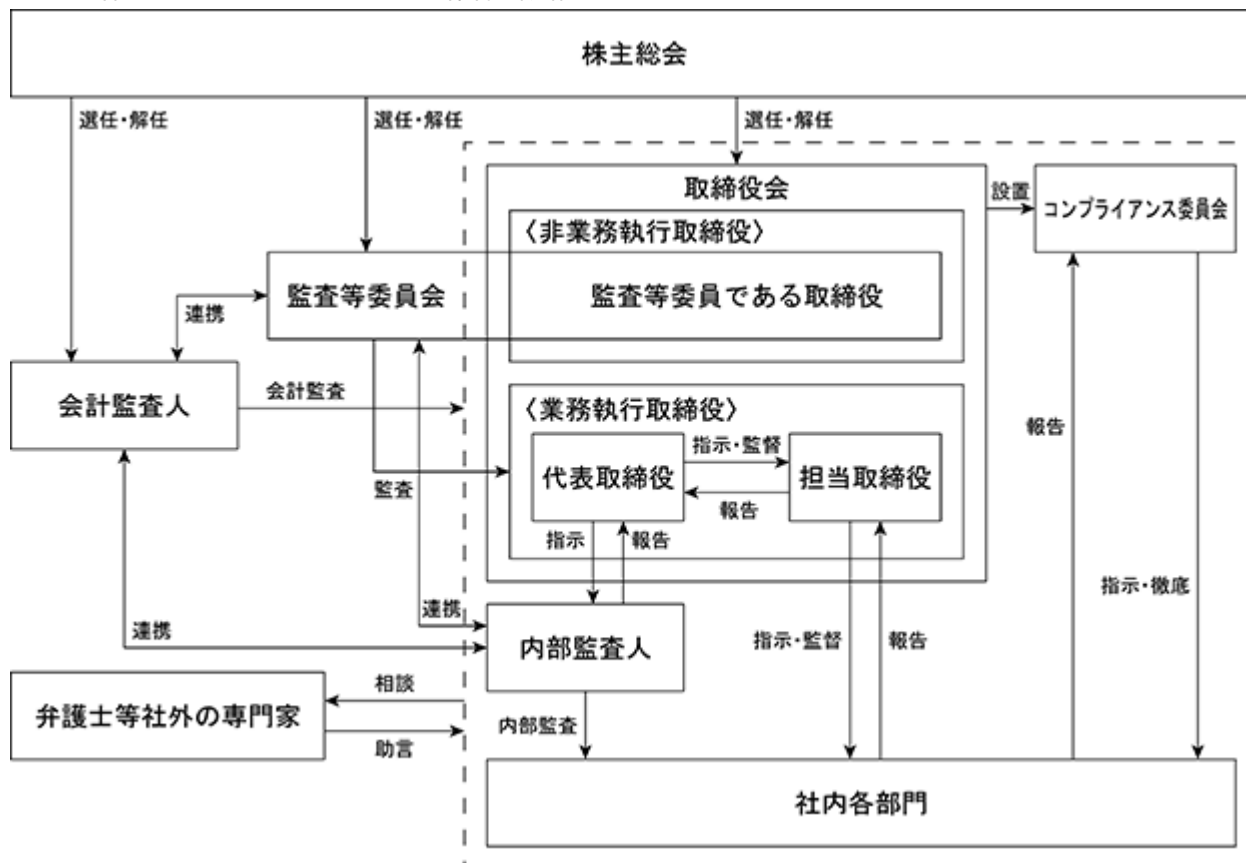 株主総会
選任・解任
選任・解任
選任・解任
取締役会
設置
コンプライアンス委員会
〈非業務執行取締役〉
監査等委員会
監査等委員である取締役
連携
会計監査人
会計監査
〈業務執行取締役〉
代表取締役
指示・監督
担当取締役
報告
監査
報告
指示
報告
指示・徹底
連携
連携
内部監査人
指示・監督
報告
弁護士等社外の専門家
相談
助言
内部監査
社内各部門